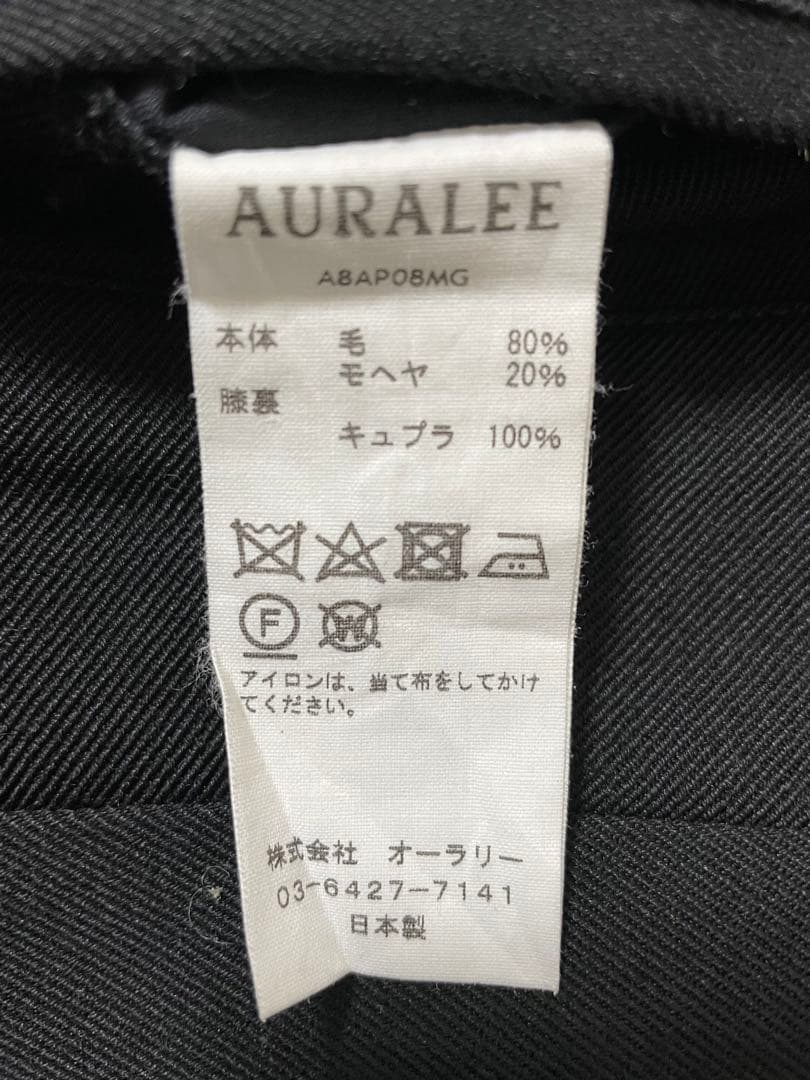 AURALEE
A8AP08MG
本体 毛 80%
モヘヤ 20%
膝裏
キュプラ 100%
F W
アイロンは、当て布をしてかけ
てください。
株式会社 オーラリー
03-6427-7141
日本製